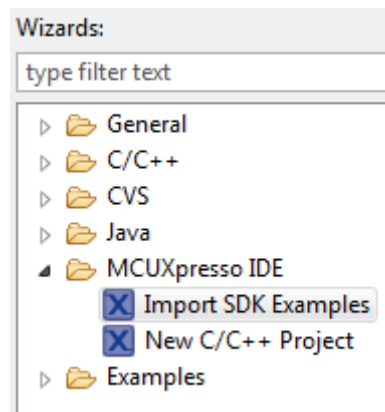 Wizards:
type filter text
General
C/C++
CVS
Java
MCUXpresso IDE
Import SDK Examples
New C/C++ Project
Examples